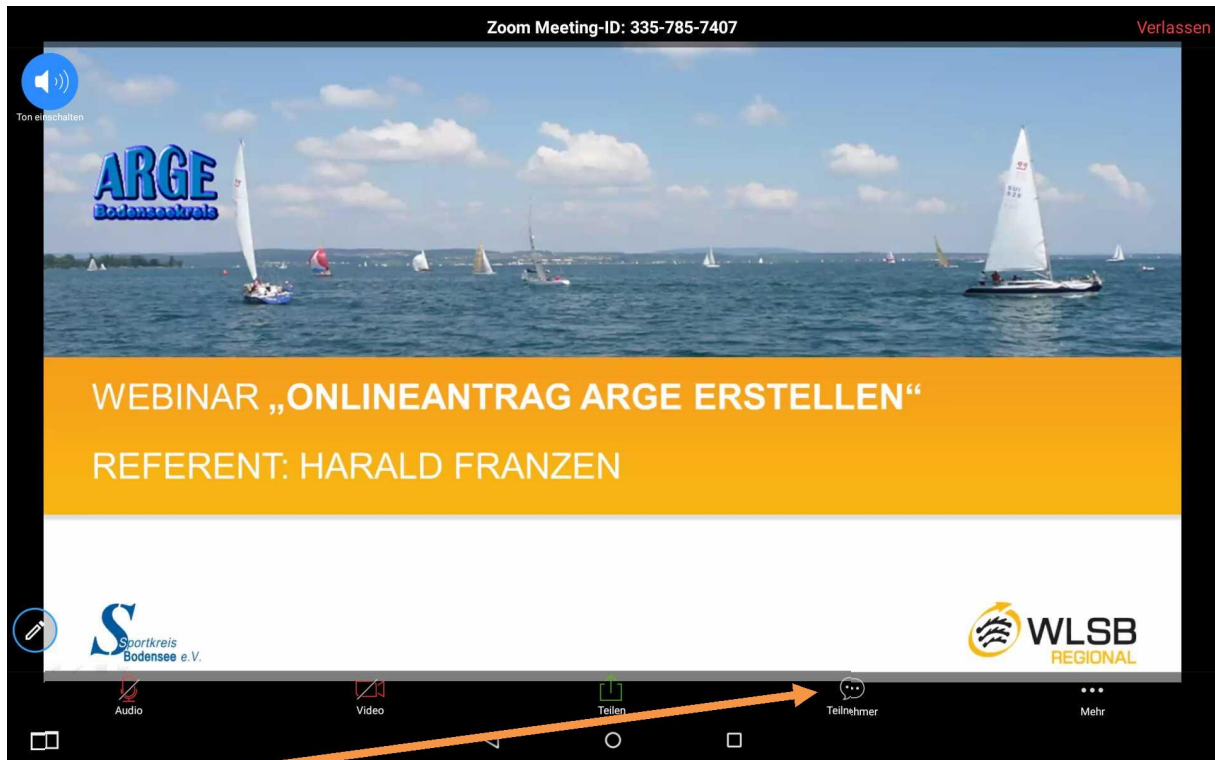 Zoom Meeting-ID: 335-785-7407
Verlassen
Ton einschalten
ARGE
Bodenseekreis
WEBINAR „ONLINEANTRAG ARGE ERSTELLEN“
REFERENT: HARALD FRANZEN
Sportkreis
Bodensee e.V.
WLSB
REGIONAL
Audio
Video
Teilen
Teilnehmer
Mehr